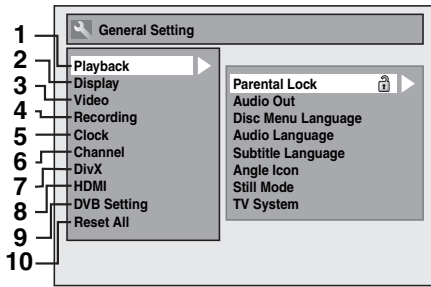 General Setting
1 Playback
2 Display
3 Video
4 Recording
5 Clock
6 Channel
7 DivX
8 HDMI
9 DVB Setting
10 Reset All
Parental Lock
Audio Out
Disc Menu Language
Audio Language
Subtitle Language
Angle Icon
Still Mode
TV System